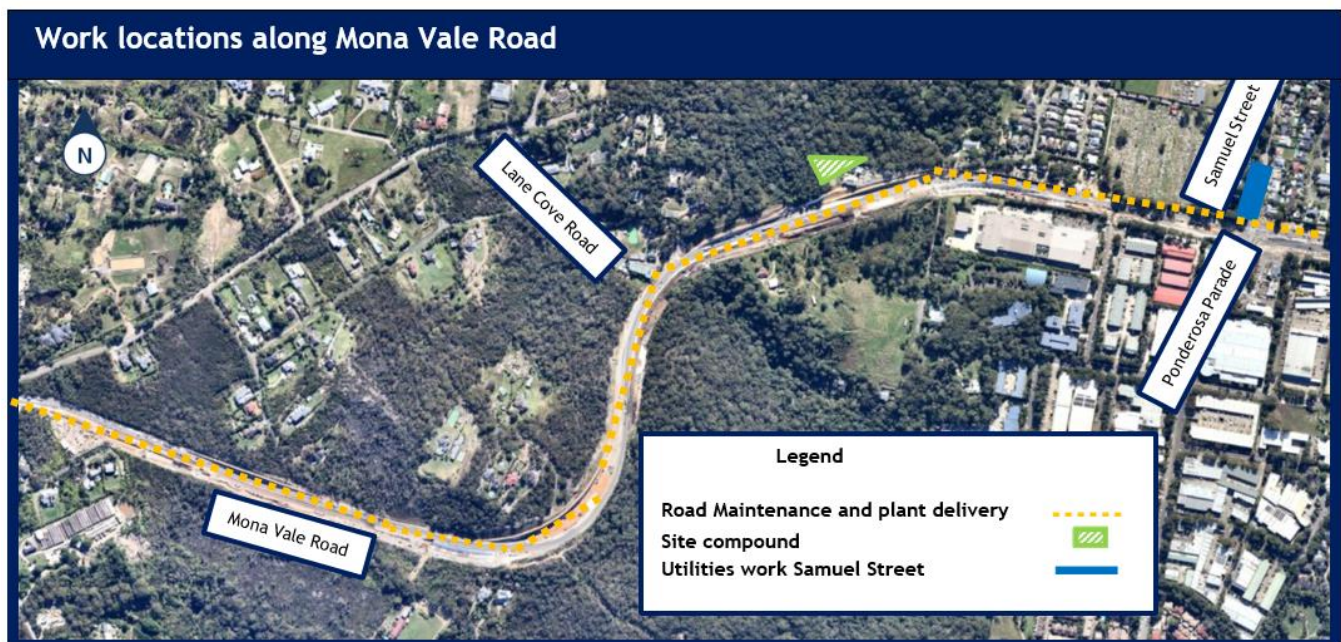 Work locations along Mona Vale Road
N
Samuel Street
Lane Cove Road
Ponderosa Parade
Mona Vale Road
Legend
Road Maintenance and plant delivery
Site compound
Utilities work Samuel Street